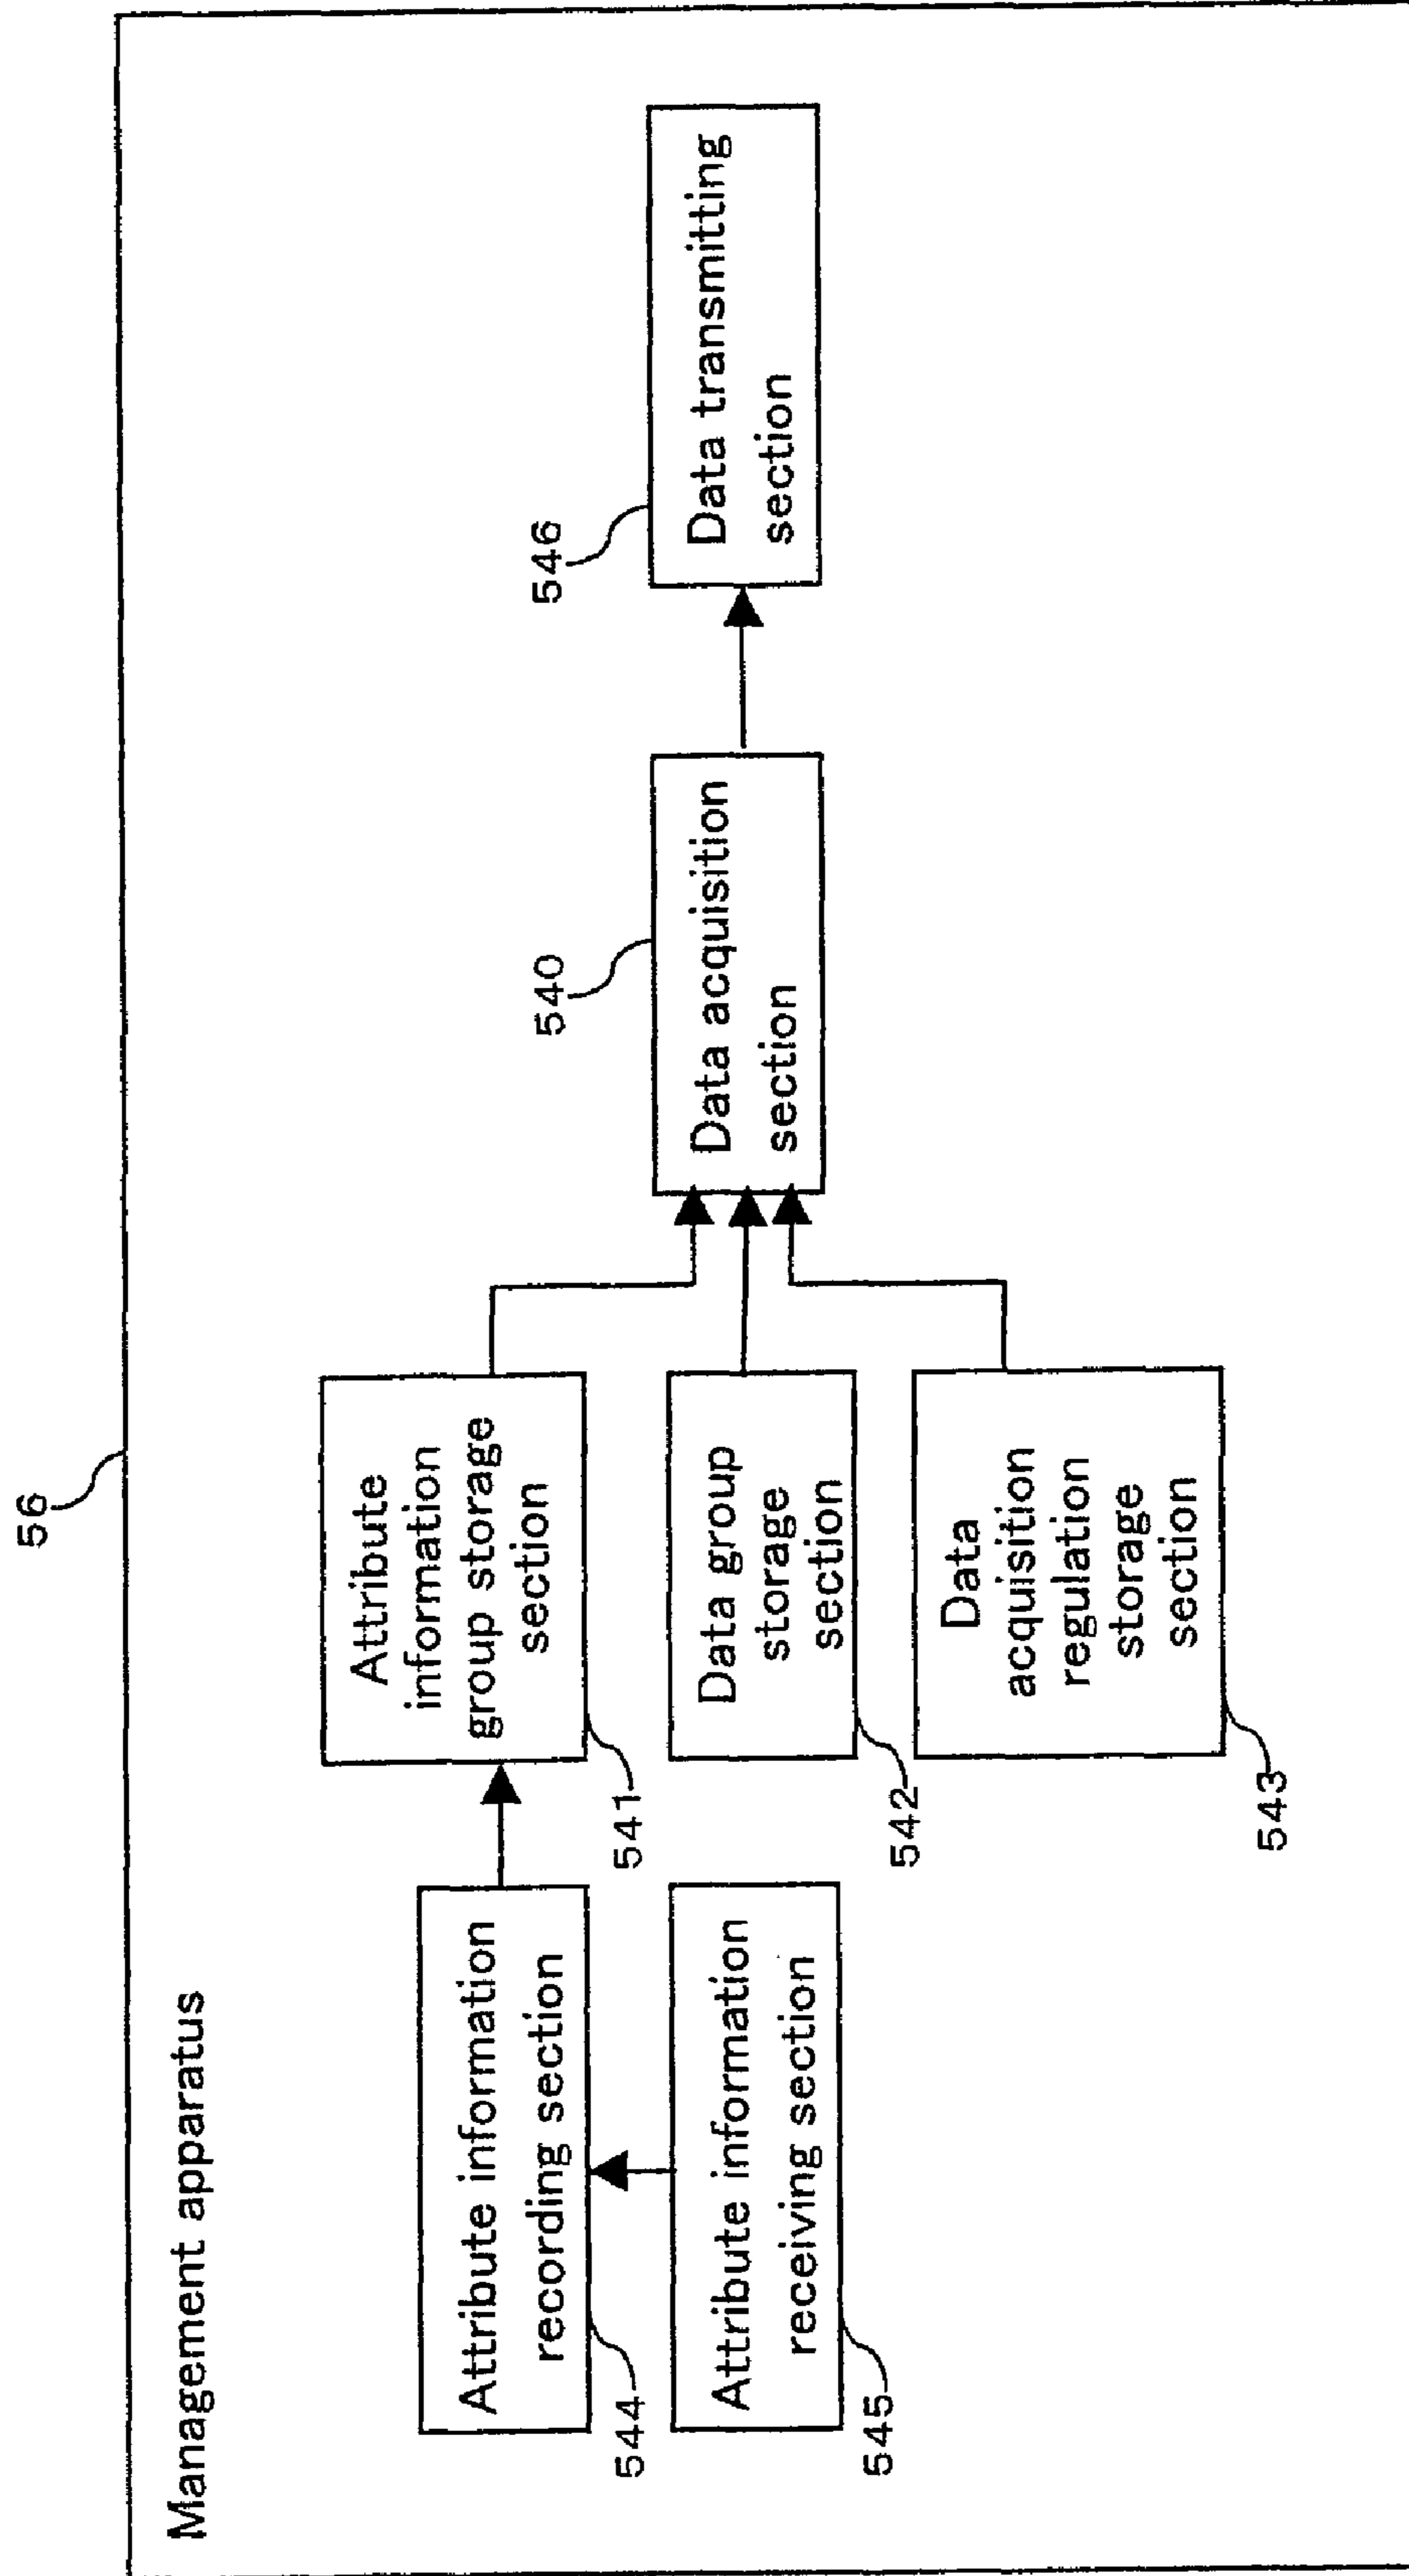 56
Management apparatus
Attribute information
recording section
544
Attribute information
receiving section
545
Attribute
information
group storage
section
541
Data group
storage
section
542
Data
acquisition
regulation
storage
section
543
540
Data acquisition
section
546
Data transmitting
section